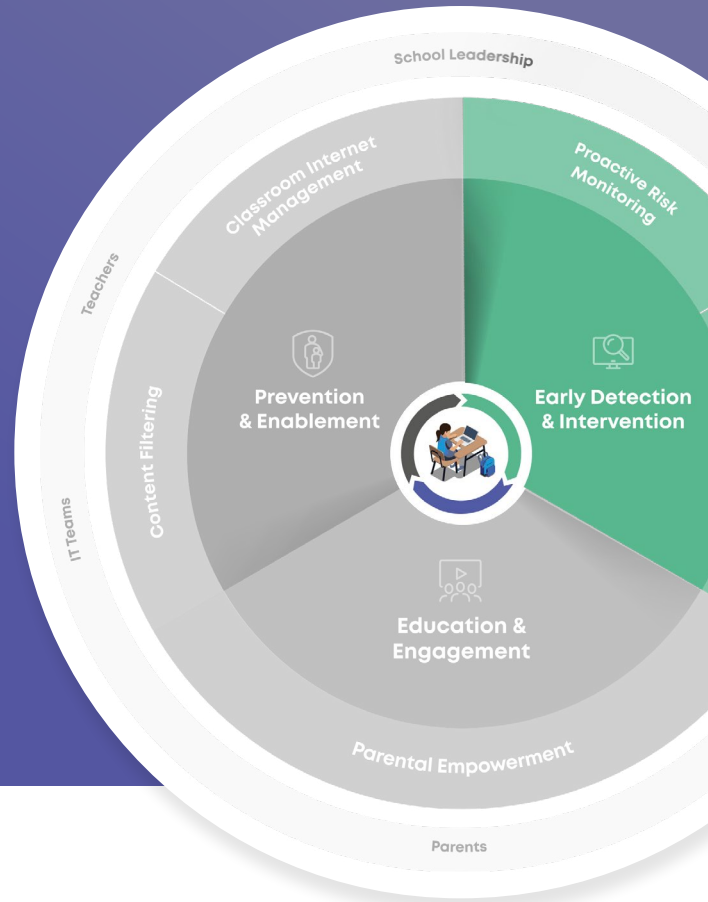 School Leadership
Classroom Internet
Management
Proactive Risk
Monitoring
Teachers
Prevention
& Enablement
Early Detection
& Intervention
Content Filtering
IT Teams
Education &
Engagement
Parental Empowerment
Parents